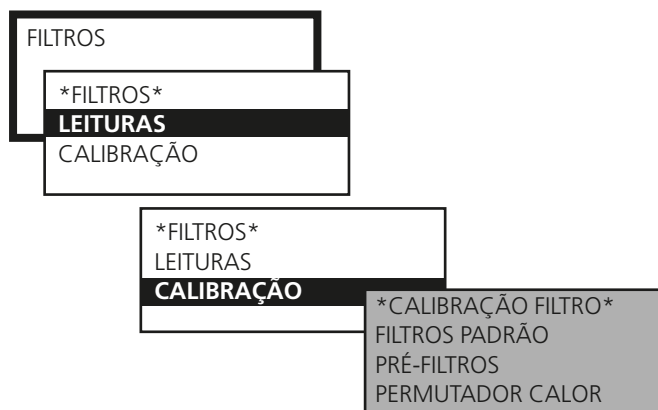 FILTROS
*FILTROS*
LEITURAS
CALIBRAÇÃO
*FILTROS*
LEITURAS
CALIBRAÇÃO
*CALIBRAÇÃO FILTRO*
FILTROS PADRÃO
PRÉ-FILTROS
PERMUTADOR CALOR